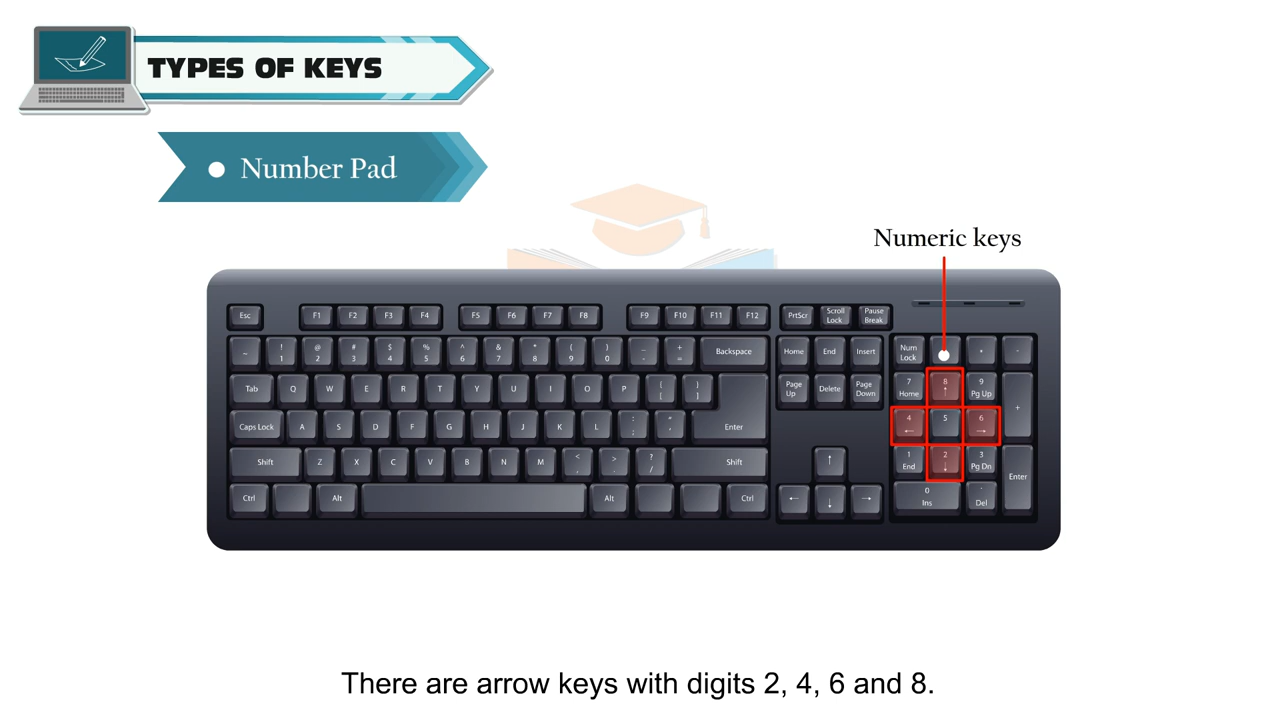 TYPES OF KEYS
Number Pad
Numeric keys
Esc F1 F2 F3 F4 F5 F6 F7 F8 F9 F10 F11 F12 PrtScr Scroll Lock Pause Break
~ ! 1 @ 2 # 3 $ 4 % 5 ^ 6 & 7 * 8 ( 9 ) 0 _ - + = Backspace Home End Insert Num Lock * -
Tab Q W E R T Y U I O P { [ } ] Page Up Delete Page Down 7 Home 8 ↑ 9 Pg Up +
Caps Lock A S D F G H J K L : ; " ' Enter 4 ← 5 6 →
Shift Z X C V B N M < , > . ? / Shift ↑ 1 End 2 ↓ 3 Pg Dn Enter
Ctrl Alt Alt Ctrl ← ↓ → 0 Ins . Del
There are arrow keys with digits 2, 4, 6 and 8.